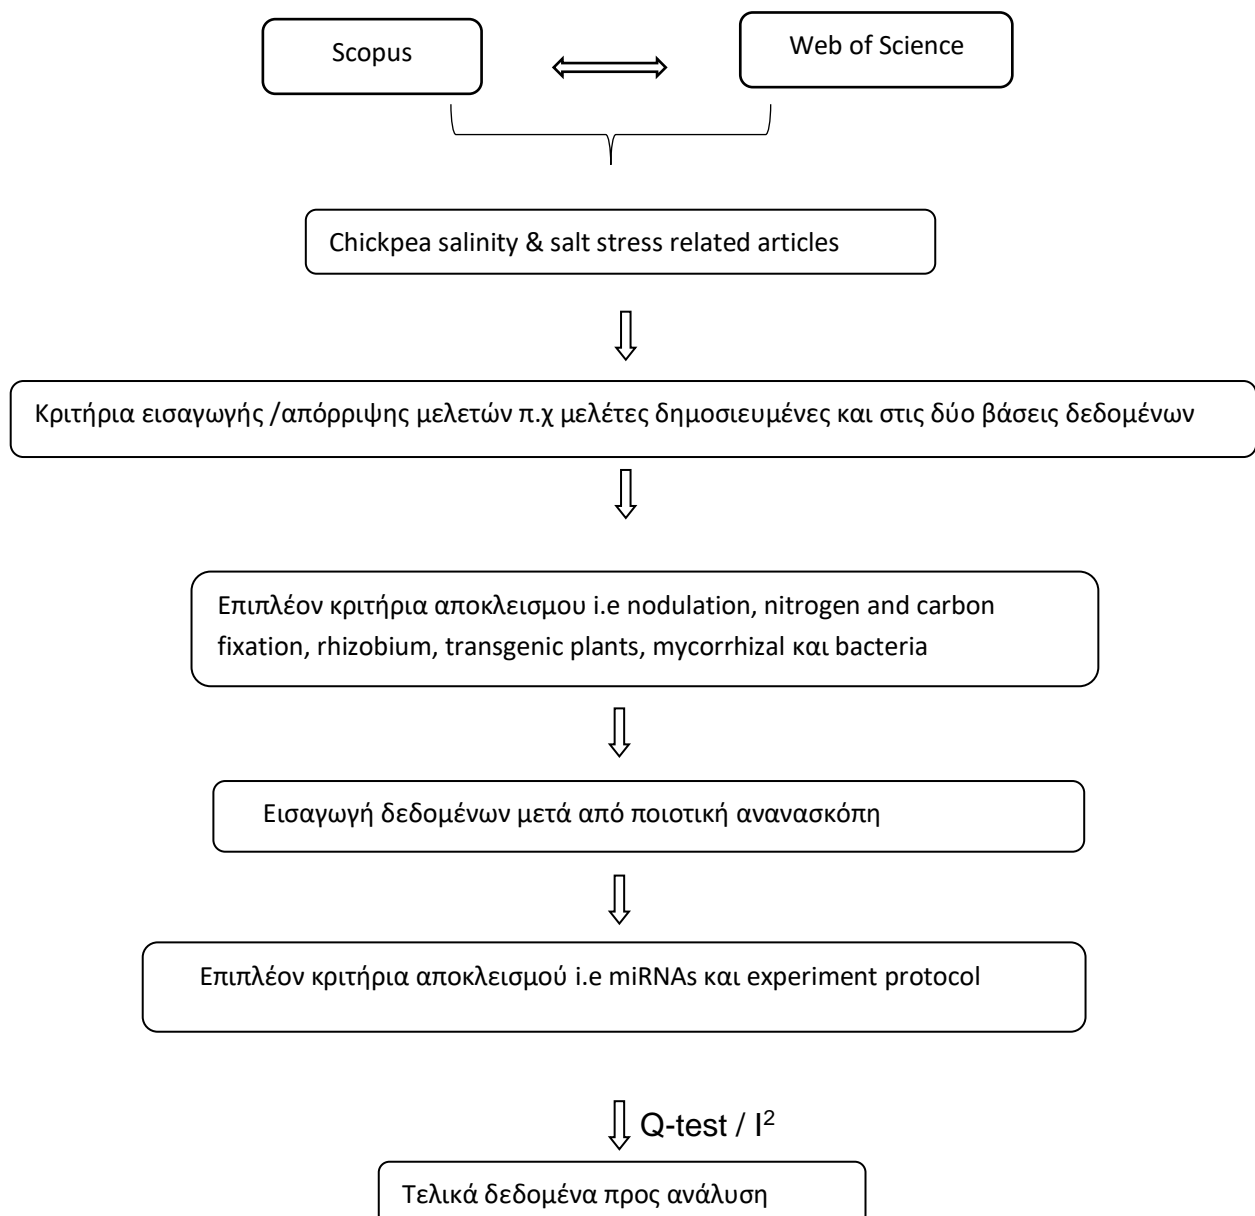 Scopus
Web of Science
Chickpea salinity & salt stress related articles
Κριτήρια εισαγωγής /απόρριψης μελετών π.χ μελέτες δημοσιευμένες και στις δύο βάσεις δεδομένων
Επιπλέον κριτήρια αποκλεισμου i.e nodulation, nitrogen and carbon
fixation, rhizobium, transgenic plants, mycorrhizal και bacteria
Εισαγωγή δεδομένων μετά από ποιοτική ανανασκόπη
Επιπλέον κριτήρια αποκλεισμού i.e miRNAs και experiment protocol
Q-test / I²
Τελικά δεδομένα προς ανάλυση